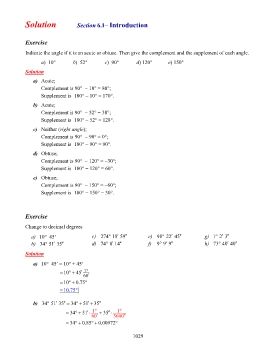 Solution Section 6.1 – Introduction
Exercise
Indicate the angle if it is an acute or obtuse. Then give the complement and the supplement of each angle.
a) 10° b) 52° c) 90° d) 120° e) 150°
Solution
a) Acute;
Complement is 90° − 10° = 80°;
Supplement is 180° − 10° = 170°.
b) Acute;
Complement is 90° − 52° = 38°;
Supplement is 180° − 52° = 128°.
c) Neither (right angle);
Complement is 90° − 90° = 0°;
Supplement is 180° − 90° = 90°.
d) Obtuse;
Complement is 90° − 120° = −30°;
Supplement is 180° − 120° = 60°.
e) Obtuse;
Complement is 90° − 150° = −60°;
Supplement is 180° − 150° = 30°.
Exercise
Change to decimal degrees
a) 10° 45′ c) 274° 18′ 59″ e) 98° 22′ 45″ g) 1° 2′ 3″
b) 34° 51′ 35″ d) 74° 8′ 14″ f) 9° 9′ 9″ h) 73° 40′ 40″
Solution
a) 10° 45′ = 10° + 45′
= 10° + 45′ 1° / 60′
= 10° + 0.75°
= 10.75°
b) 34° 51′ 35″ = 34° + 51′ + 35″
= 34° + 51′ · 1° / 60′ + 35″ · 1° / 3600″
= 34° + 0.85° + 0.00972°
1029